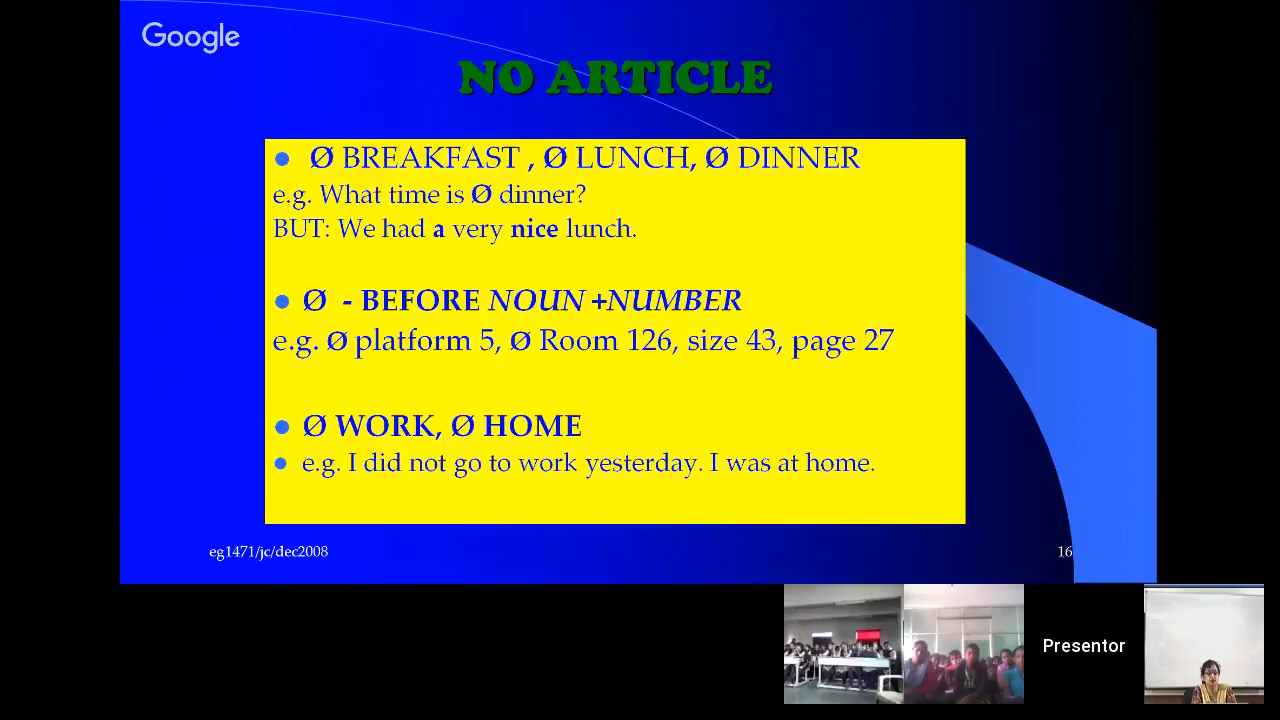 Google
NO ARTICLE
Ø BREAKFAST , Ø LUNCH, Ø DINNER
e.g. What time is Ø dinner?
BUT: We had a very nice lunch.
Ø - BEFORE NOUN +NUMBER
e.g. Ø platform 5, Ø Room 126, size 43, page 27
Ø WORK, Ø HOME
e.g. I did not go to work yesterday. I was at home.
eg1471/jc/dec2008
16
Presentor